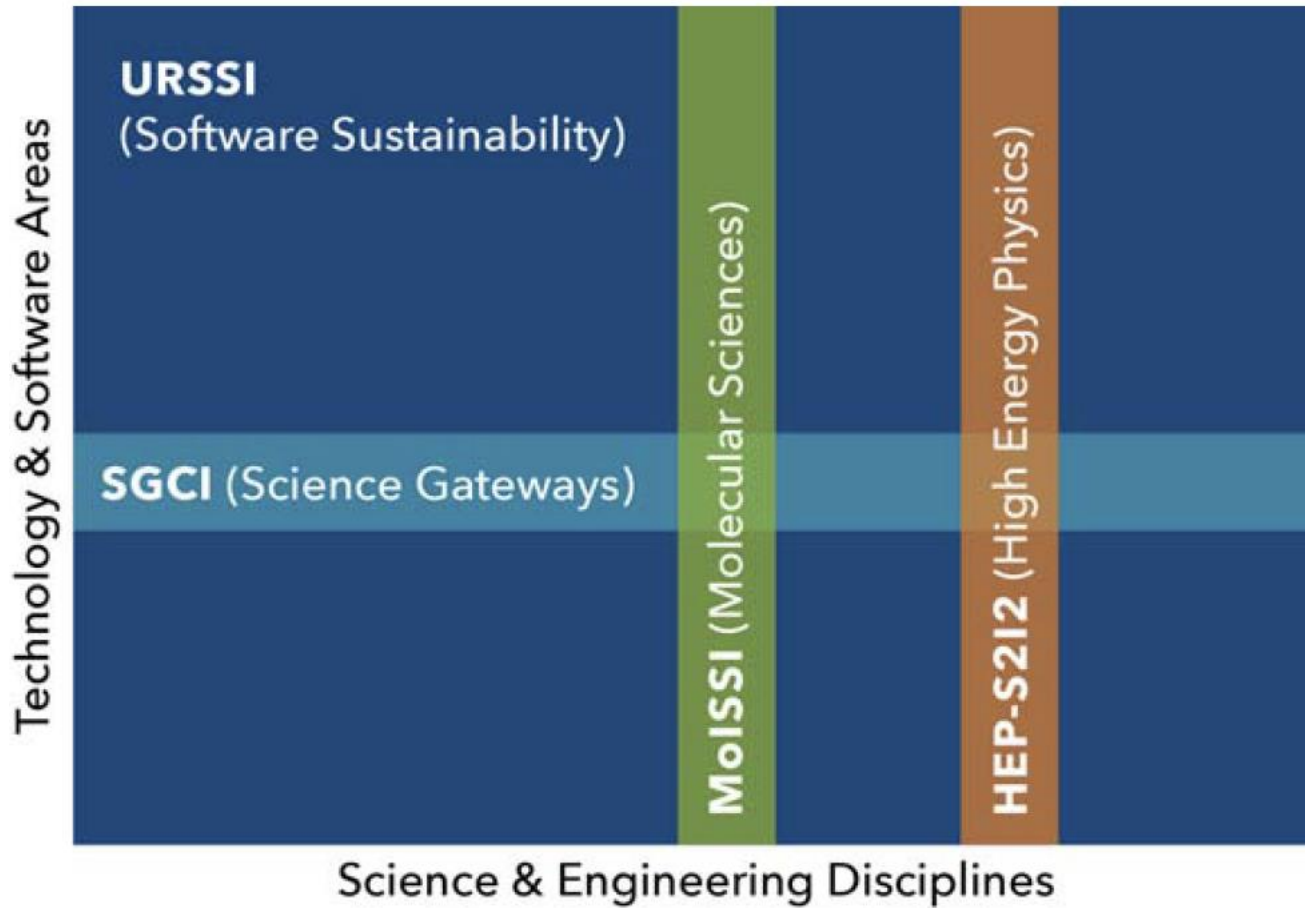 Technology & Software Areas
URSSI
(Software Sustainability)
SGCI (Science Gateways)
MolSSI (Molecular Sciences)
HEP-S2I2 (High Energy Physics)
Science & Engineering Disciplines